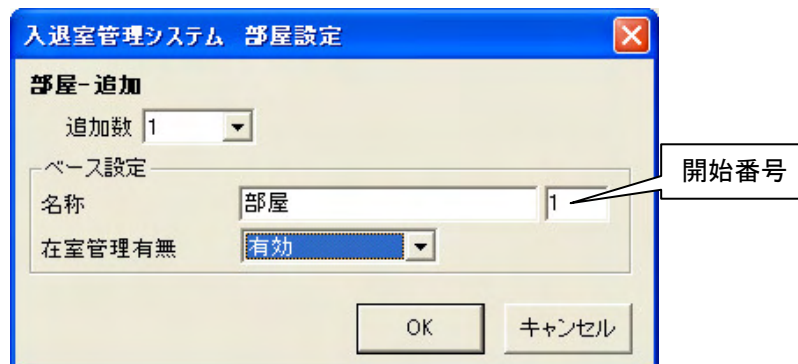 入退室管理システム 部屋設定
部屋-追加
追加数 1
ベース設定
名称 部屋 1
開始番号
在室管理有無 有効
OK キャンセル